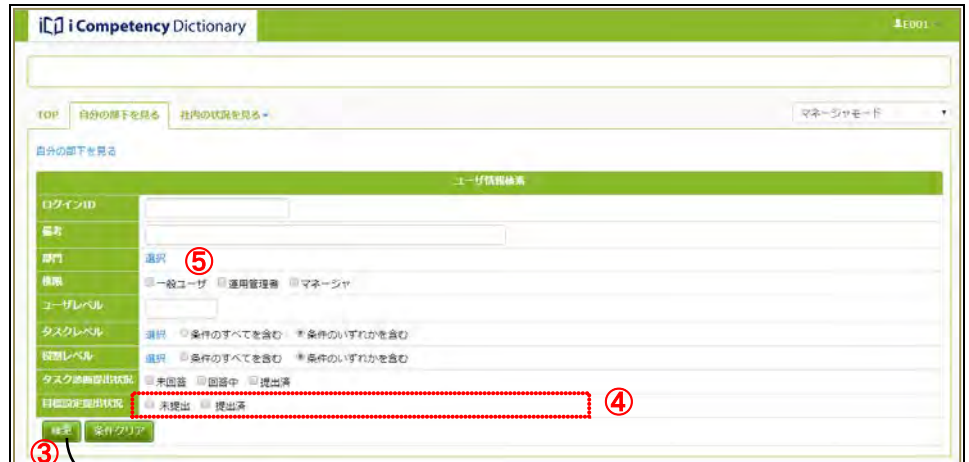 iCD i Competency Dictionary
E001
TOP 自分の部下を見る 社内の状況を見る マネージャモード
自分の部下を見る
ユーザ情報検索
ログインID
備考
部門 選択 ⑤
権限 一般ユーザ 運用管理者 マネージャ
ユーザレベル
タスクレベル 選択 条件のすべてを含む 条件のいずれかを含む
役割レベル 選択 条件のすべてを含む 条件のいずれかを含む
タスク診断提出状況 未回答 回答中 提出済
目標設定提出状況 未提出 提出済 ④
検索 条件クリア
③